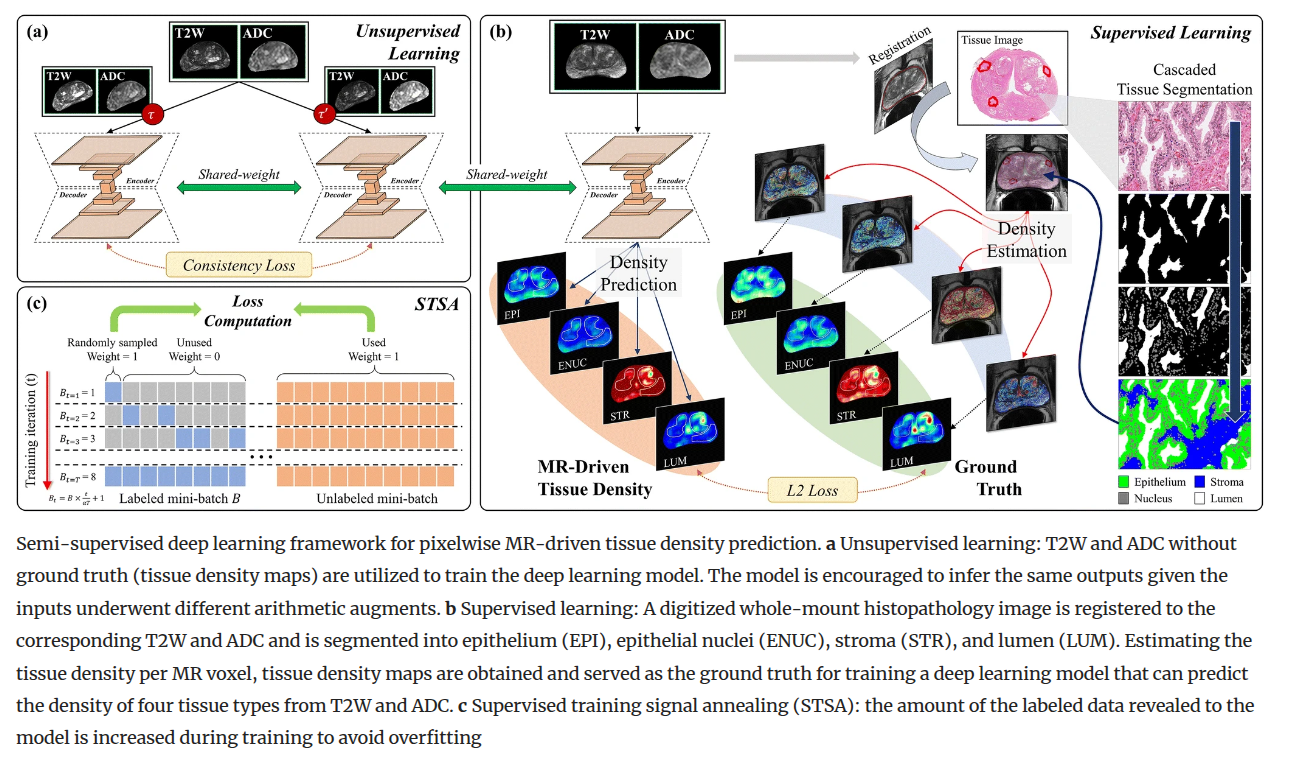 (a)
Unsupervised
Learning
T2W
ADC
T2W
ADC
T2W
ADC
τ
τ′
Encoder
Decoder
Shared-weight
Encoder
Decoder
Consistency Loss
Shared-weight
(b)
Supervised Learning
T2W
ADC
Registration
Tissue Image
Cascaded
Tissue Segmentation
Encoder
Decoder
Density
Prediction
EPI
ENUC
STR
LUM
MR-Driven
Tissue Density
EPI
ENUC
STR
LUM
Ground
Truth
L2 Loss
Density
Estimation
Epithelium
Stroma
Nucleus
Lumen
(c)
STSA
Loss
Computation
Randomly sampled
Weight = 1
Unused
Weight = 0
Used
Weight = 1
Training iteration (t)
Bt=1 = 1
Bt=2 = 2
Bt=3 = 3
Bt=T = 8
Bt = B × t/αT + 1
Labeled mini-batch B
Unlabeled mini-batch
Semi-supervised deep learning framework for pixelwise MR-driven tissue density prediction. a Unsupervised learning: T2W and ADC without
ground truth (tissue density maps) are utilized to train the deep learning model. The model is encouraged to infer the same outputs given the
inputs underwent different arithmetic augments. b Supervised learning: A digitized whole-mount histopathology image is registered to the
corresponding T2W and ADC and is segmented into epithelium (EPI), epithelial nuclei (ENUC), stroma (STR), and lumen (LUM). Estimating the
tissue density per MR voxel, tissue density maps are obtained and served as the ground truth for training a deep learning model that can predict
the density of four tissue types from T2W and ADC. c Supervised training signal annealing (STSA): the amount of the labeled data revealed to the
model is increased during training to avoid overfitting